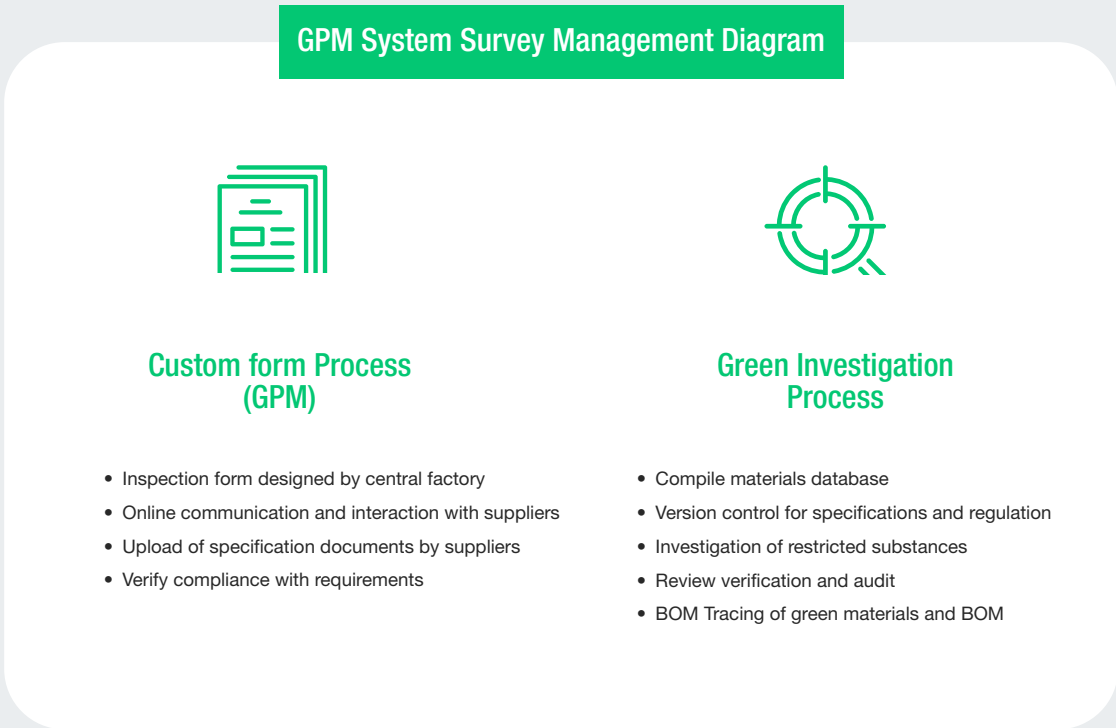 GPM System Survey Management Diagram
Custom form Process
(GPM)
• Inspection form designed by central factory
• Online communication and interaction with suppliers
• Upload of specification documents by suppliers
• Verify compliance with requirements
Green Investigation
Process
• Compile materials database
• Version control for specifications and regulation
• Investigation of restricted substances
• Review verification and audit
• BOM Tracing of green materials and BOM